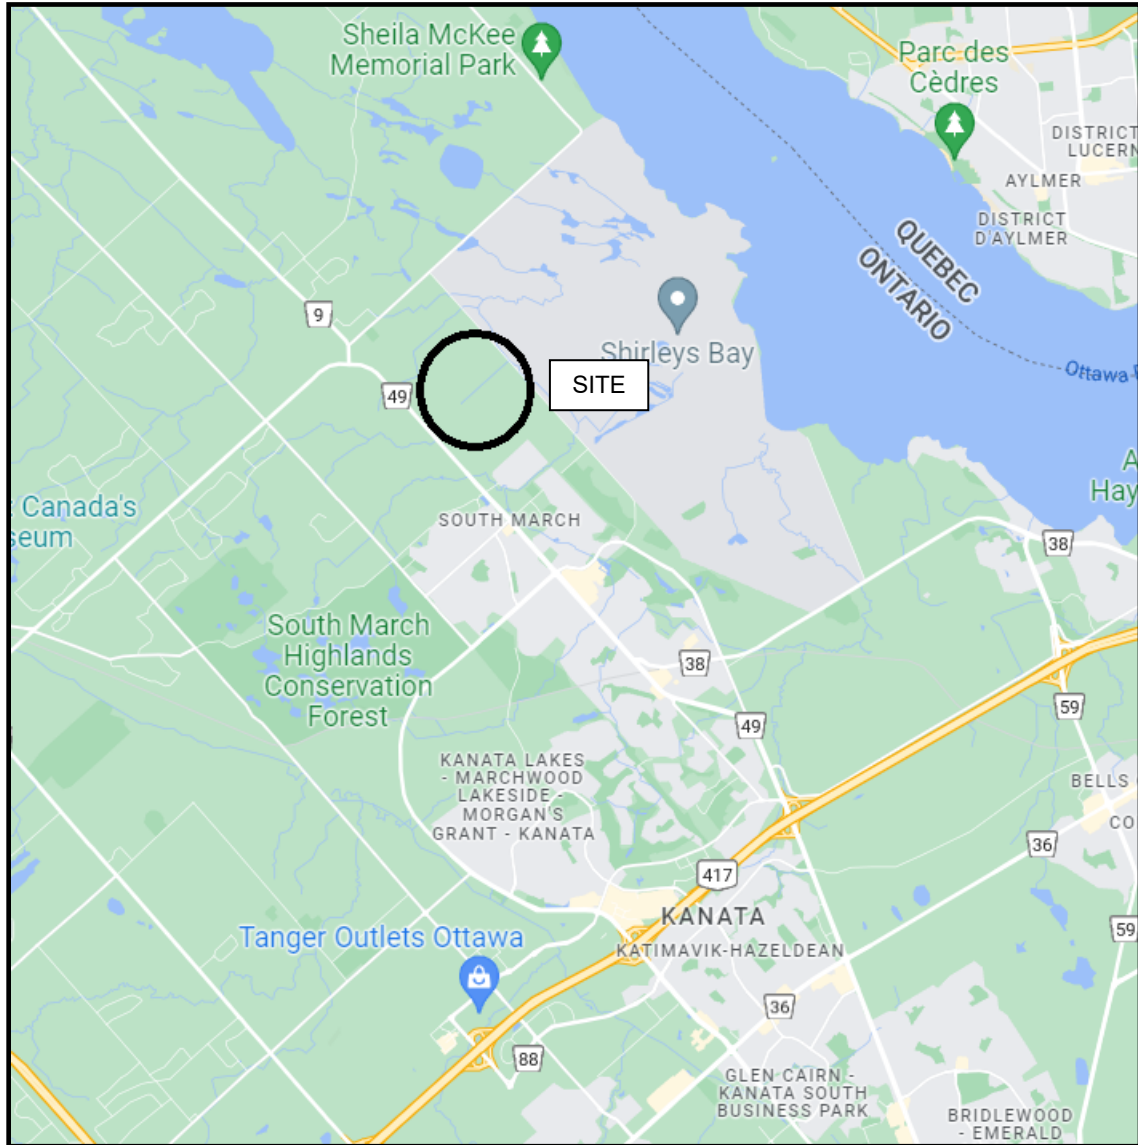 Sheila McKee
Memorial Park
Parc des
Cèdres
DISTRICT
LUCERN
AYLMER
DISTRICT
D'AYLMER
QUEBEC
ONTARIO
9
Shirleys Bay
SITE
Ottawa
49
Canada's
seum
A
Hay
SOUTH MARCH
38
South March
Highlands
Conservation
Forest
38
59
49
KANATA LAKES
- MARCHWOOD
LAKESIDE -
MORGAN'S
GRANT - KANATA
BELLS
CO
36
417
KANATA
59
Tanger Outlets Ottawa
KATIMAVIK-HAZELDEAN
36
88
GLEN CAIRN -
KANATA SOUTH
BUSINESS PARK
BRIDLEWOOD
- EMERALD